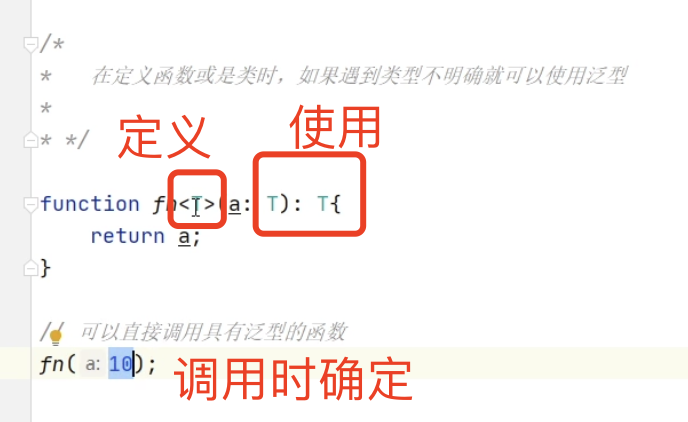 /*
*   在定义函数或是类时，如果遇到类型不明确就可以使用泛型
*
* */
定义
使用
function fn<T>(a: T): T{
    return a;
}
// 可以直接调用具有泛型的函数
fn( a: 10);
调用时确定